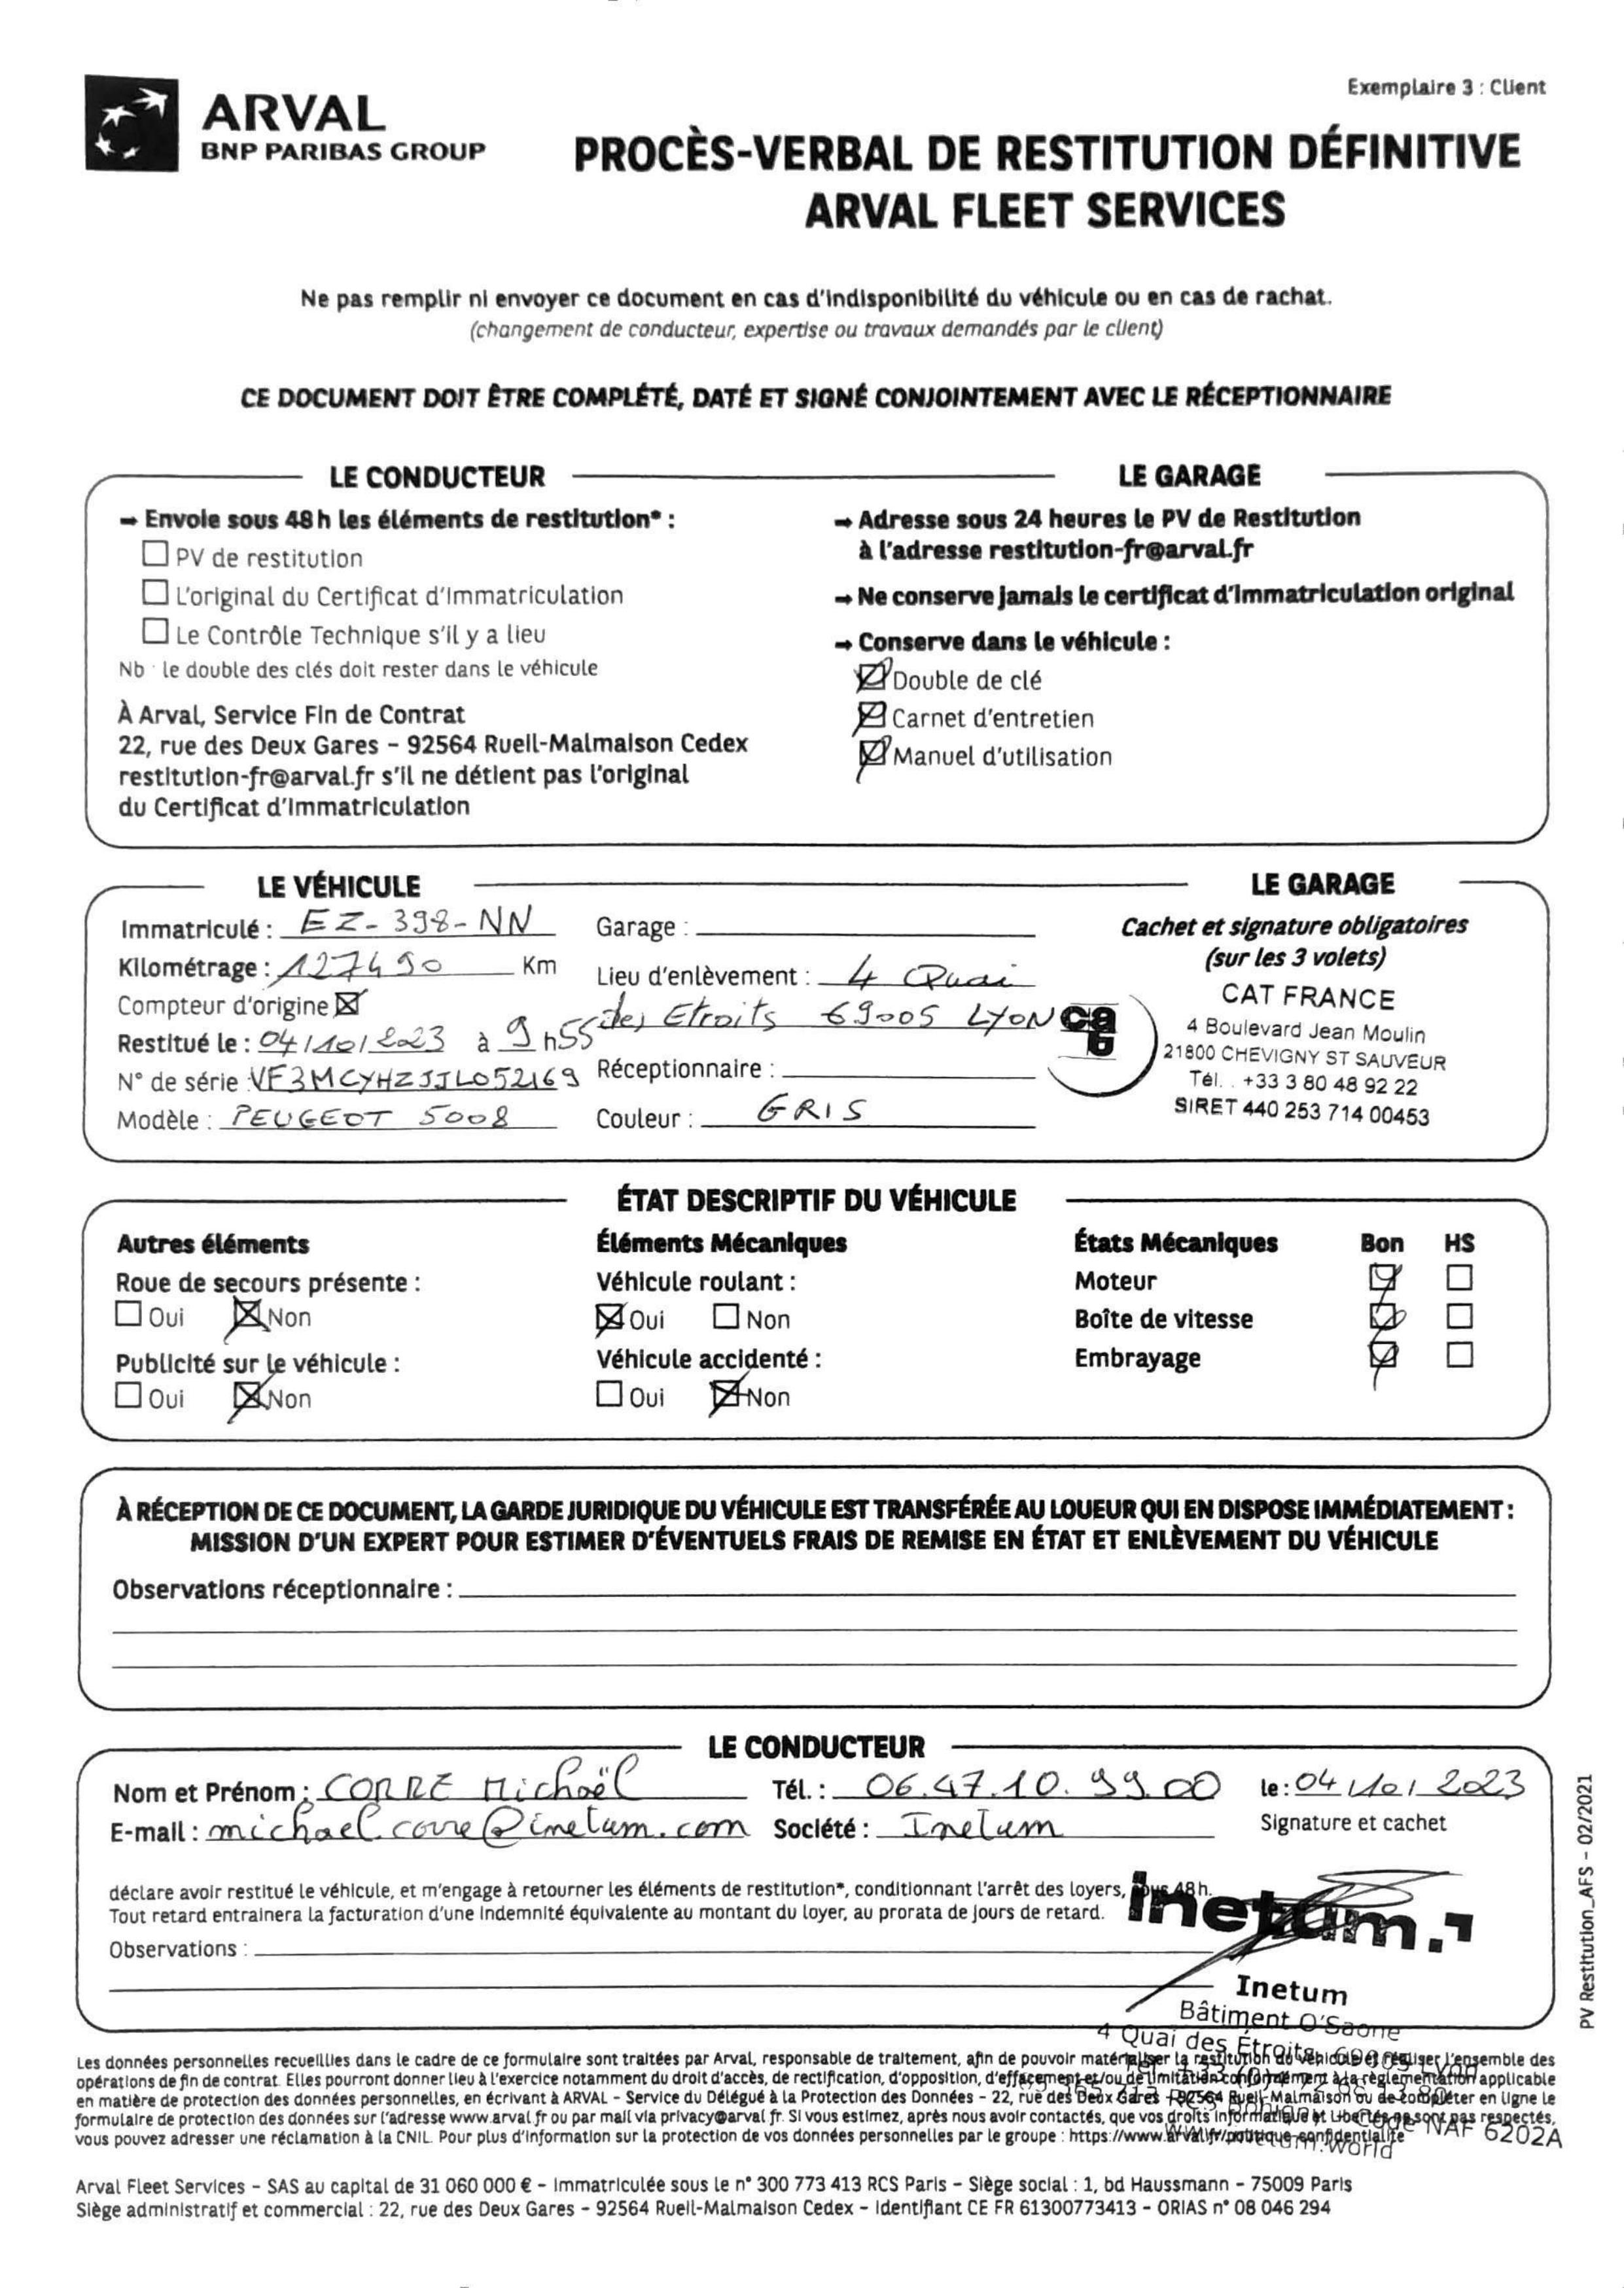 Exemplaire 3 : Client
ARVAL
BNP PARIBAS GROUP
PROCÈS-VERBAL DE RESTITUTION DÉFINITIVE
ARVAL FLEET SERVICES
Ne pas remplir ni envoyer ce document en cas d'indisponibilité du véhicule ou en cas de rachat.
(changement de conducteur, expertise ou travaux demandés par le client)
CE DOCUMENT DOIT ÊTRE COMPLÉTÉ, DATÉ ET SIGNÉ CONJOINTEMENT AVEC LE RÉCEPTIONNAIRE
LE CONDUCTEUR
→ Envoie sous 48 h les éléments de restitution* :
PV de restitution
L'original du Certificat d'Immatriculation
Le Contrôle Technique s'il y a lieu
Nb : le double des clés doit rester dans le véhicule
À Arval, Service Fin de Contrat
22, rue des Deux Gares – 92564 Rueil-Malmaison Cedex
restitution-fr@arval.fr s'il ne détient pas l'original
du Certificat d'Immatriculation
LE GARAGE
→ Adresse sous 24 heures le PV de Restitution
à l'adresse restitution-fr@arval.fr
→ Ne conserve jamais le certificat d'Immatriculation original
→ Conserve dans le véhicule :
Double de clé
Carnet d'entretien
Manuel d'utilisation
LE VÉHICULE
Immatriculé : EZ-398-NN
Kilométrage : 127490 Km
Compteur d'origine
Restitué le : 04/10/2023 à 9 h55
N° de série : VF3MCYHZJJL052169
Modèle : PEUGEOT 5008
Garage :
Lieu d'enlèvement : 4 Quai
des Etroits 69005 LYON
Réceptionnaire :
Couleur : GRIS
LE GARAGE
Cachet et signature obligatoires
(sur les 3 volets)
cat
CAT FRANCE
4 Boulevard Jean Moulin
21800 CHEVIGNY ST SAUVEUR
Tél. : +33 3 80 48 92 22
SIRET 440 253 714 00453
ÉTAT DESCRIPTIF DU VÉHICULE
Autres éléments
Roue de secours présente :
Oui Non
Publicité sur le véhicule :
Oui Non
Éléments Mécaniques
Véhicule roulant :
Oui Non
Véhicule accidenté :
Oui Non
États Mécaniques Bon HS
Moteur
Boîte de vitesse
Embrayage
À RÉCEPTION DE CE DOCUMENT, LA GARDE JURIDIQUE DU VÉHICULE EST TRANSFÉRÉE AU LOUEUR QUI EN DISPOSE IMMÉDIATEMENT :
MISSION D'UN EXPERT POUR ESTIMER D'ÉVENTUELS FRAIS DE REMISE EN ÉTAT ET ENLÈVEMENT DU VÉHICULE
Observations réceptionnaire :
LE CONDUCTEUR
Nom et Prénom : CORRE Michaël Tél. : 06.47.10.99.00 le : 04/10/2023
E-mail : michael.corre@inetum.com Société : Inetum Signature et cachet
déclare avoir restitué le véhicule, et m'engage à retourner les éléments de restitution*, conditionnant l'arrêt des loyers, sous 48 h.
Tout retard entrainera la facturation d'une indemnité équivalente au montant du loyer, au prorata de jours de retard.
Observations :
inetum.
Inetum
Bâtiment O'Saone
4 Quai des Étroits, 69005 Lyon
Code NAF 6202A
PV Restitution_AFS – 02/2021
Les données personnelles recueillies dans le cadre de ce formulaire sont traitées par Arval, responsable de traitement, afin de pouvoir matérialiser la restitution du véhicule et réaliser l'ensemble des
opérations de fin de contrat. Elles pourront donner lieu à l'exercice notamment du droit d'accès, de rectification, d'opposition, d'effacement et/ou de limitation conformément à la règlementation applicable
en matière de protection des données personnelles, en écrivant à ARVAL – Service du Délégué à la Protection des Données – 22, rue des Deux Gares – 92564 Rueil-Malmaison ou de compléter en ligne le
formulaire de protection des données sur l'adresse www.arval.fr ou par mail via privacy@arval.fr. Si vous estimez, après nous avoir contactés, que vos droits Informatique et Libertés ne sont pas respectés,
vous pouvez adresser une réclamation à la CNIL. Pour plus d'information sur la protection de vos données personnelles par le groupe : https://www.arval.fr/politique-confidentialite
Arval Fleet Services – SAS au capital de 31 060 000 € – Immatriculée sous le n° 300 773 413 RCS Paris – Siège social : 1, bd Haussmann – 75009 Paris
Siège administratif et commercial : 22, rue des Deux Gares – 92564 Rueil-Malmaison Cedex – Identifiant CE FR 61300773413 – ORIAS n° 08 046 294